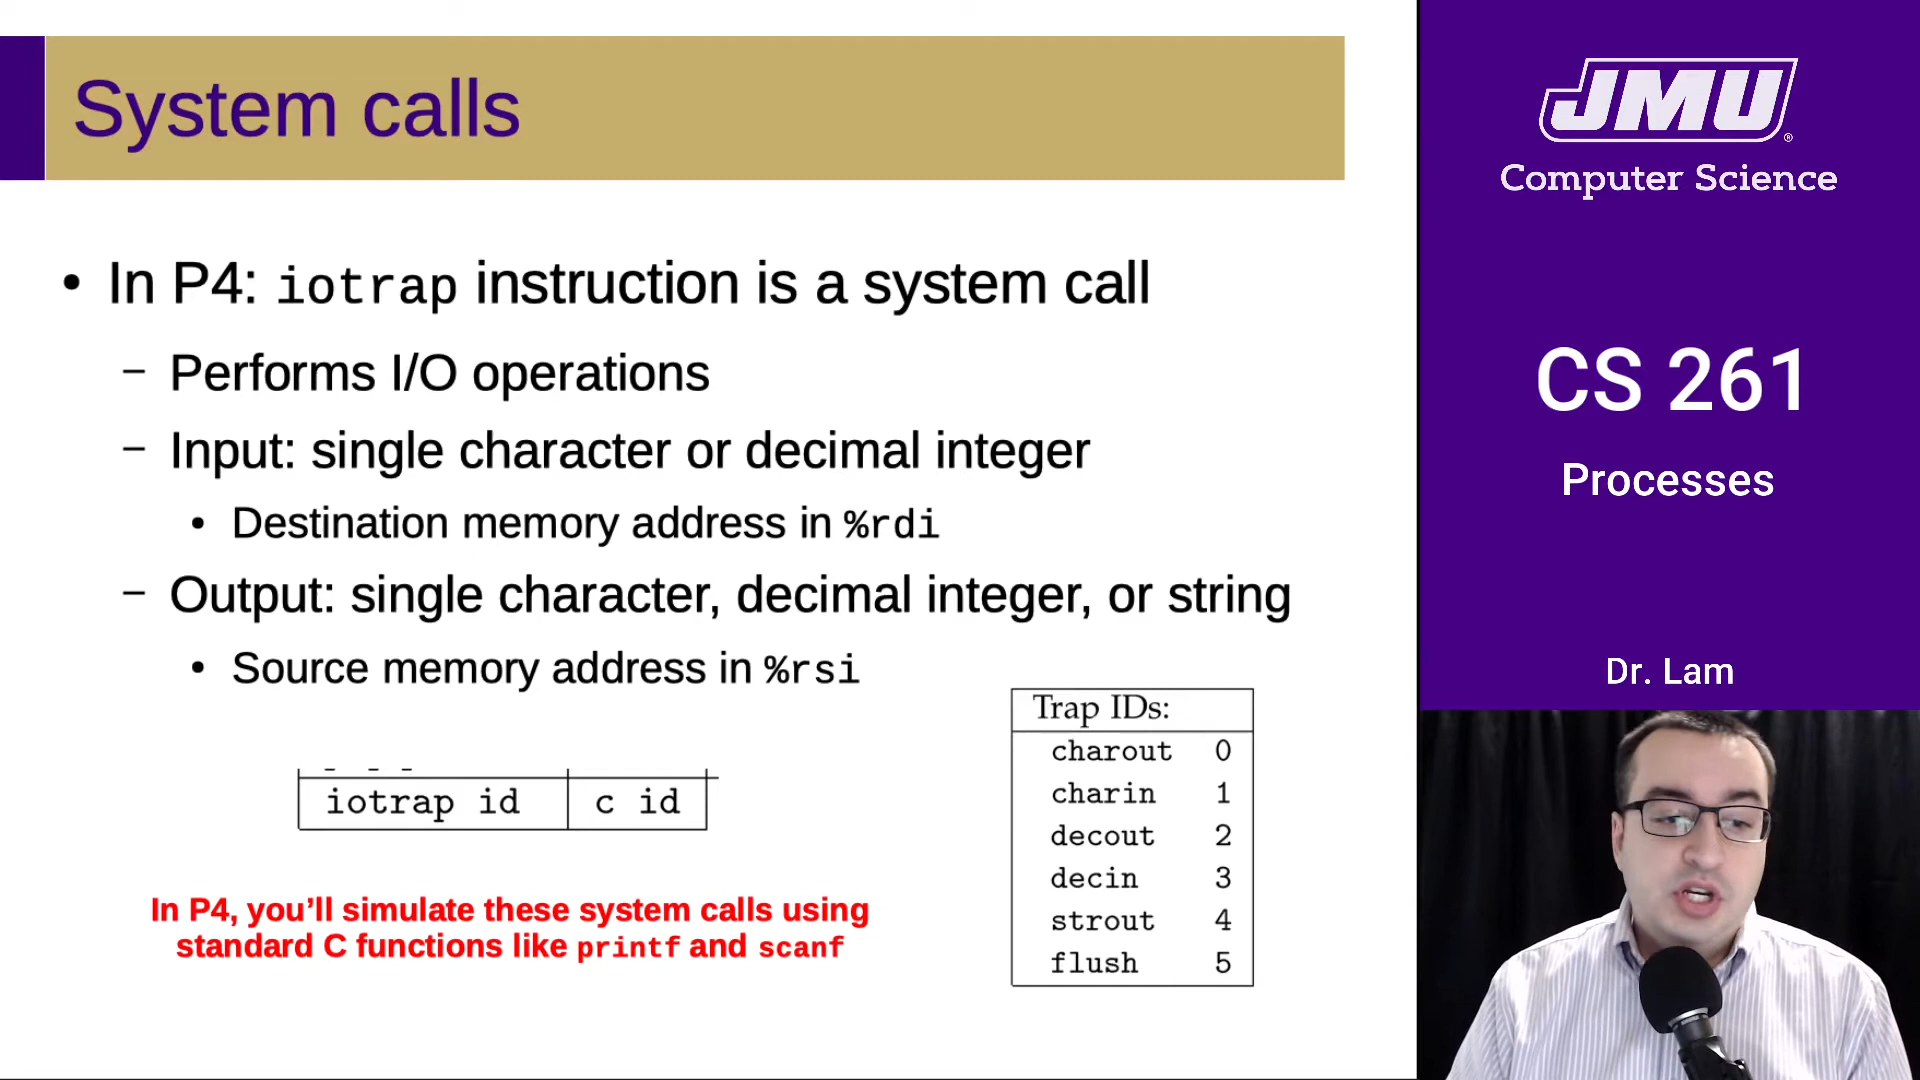 System calls
• In P4: iotrap instruction is a system call
– Performs I/O operations
– Input: single character or decimal integer
• Destination memory address in %rdi
– Output: single character, decimal integer, or string
• Source memory address in %rsi
iotrap id c id
In P4, you’ll simulate these system calls using
standard C functions like printf and scanf
Trap IDs:
charout 0
charin 1
decout 2
decin 3
strout 4
flush 5
JMU®
Computer Science
CS 261
Processes
Dr. Lam